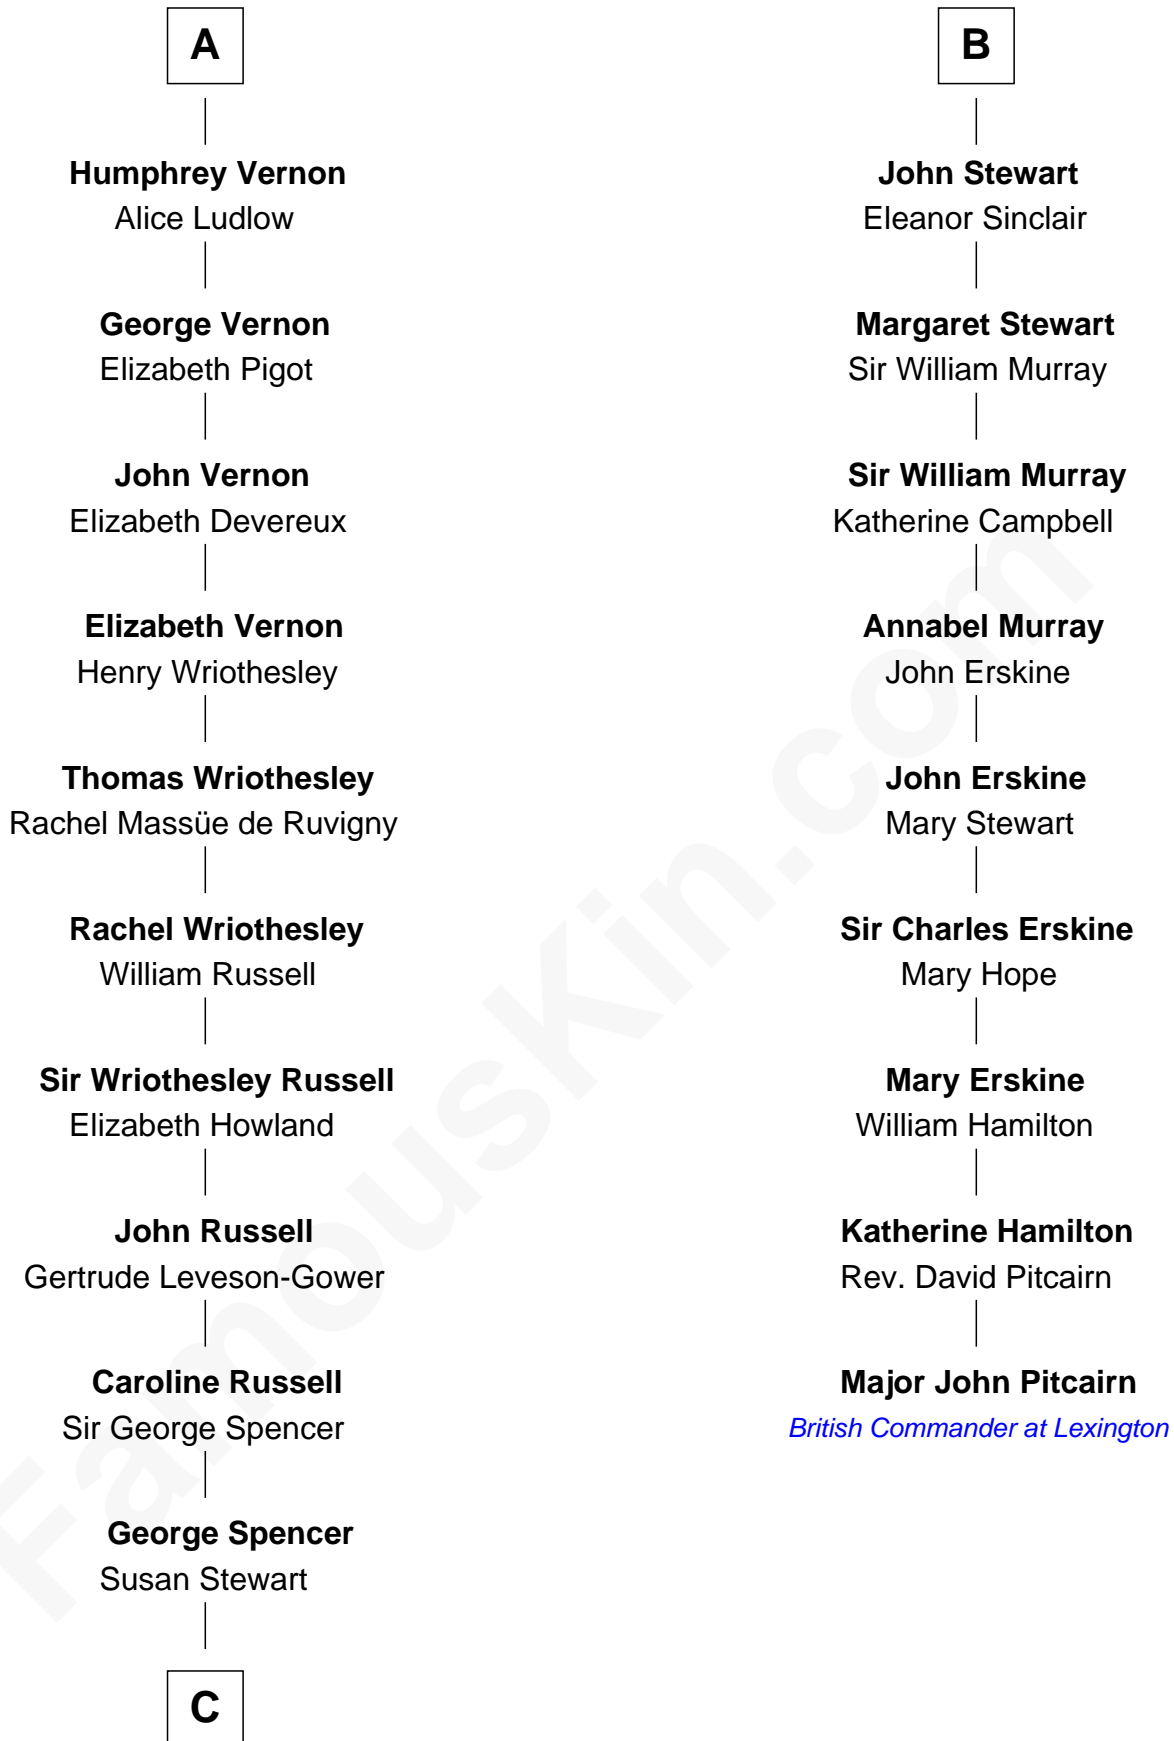 A
Humphrey Vernon
Alice Ludlow
George Vernon
Elizabeth Pigot
John Vernon
Elizabeth Devereux
Elizabeth Vernon
Henry Wriothesley
Thomas Wriothesley
Rachel Massüe de Ruvigny
Rachel Wriothesley
William Russell
Sir Wriothesley Russell
Elizabeth Howland
John Russell
Gertrude Leveson-Gower
Caroline Russell
Sir George Spencer
George Spencer
Susan Stewart
C
B
John Stewart
Eleanor Sinclair
Margaret Stewart
Sir William Murray
Sir William Murray
Katherine Campbell
Annabel Murray
John Erskine
John Erskine
Mary Stewart
Sir Charles Erskine
Mary Hope
Mary Erskine
William Hamilton
Katherine Hamilton
Rev. David Pitcairn
Major John Pitcairn
British Commander at Lexington
FamousKin.com